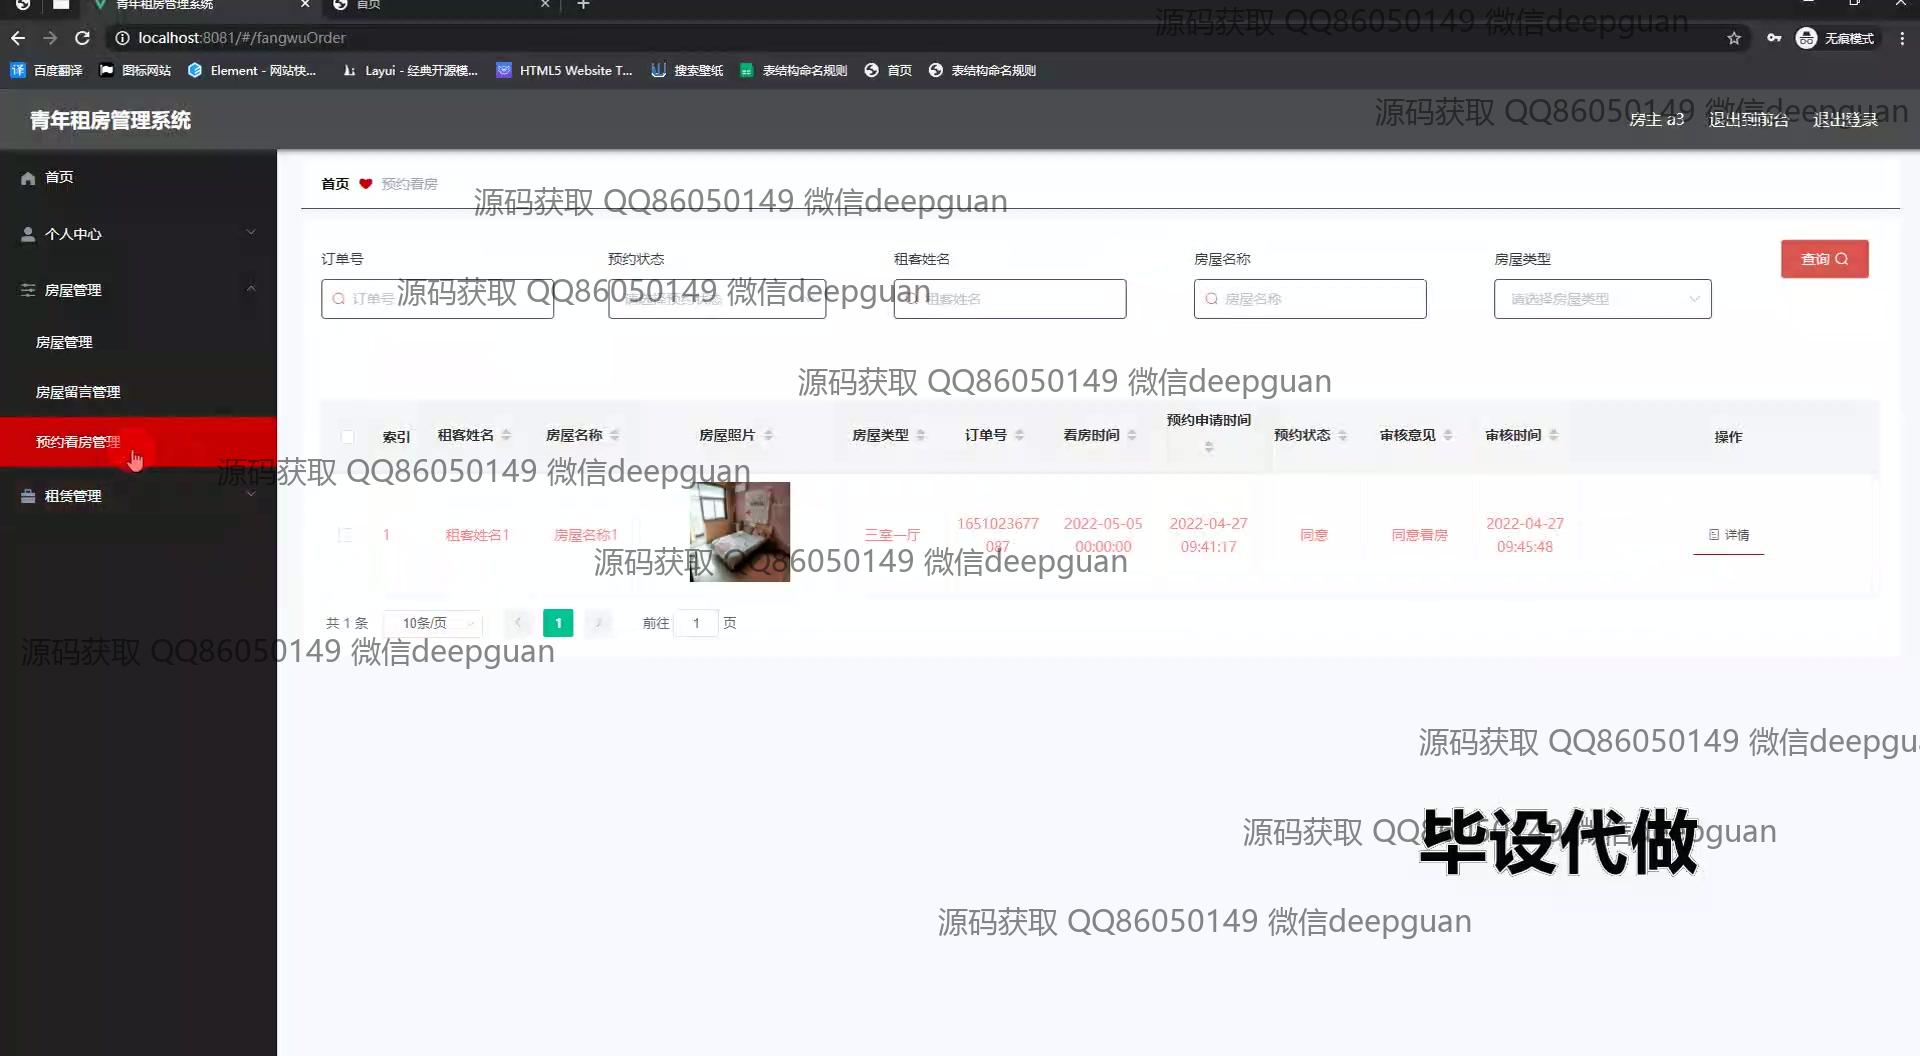 青年租房管理系统
首页
源码获取 QQ86050149 微信deepguan
localhost:8081/#/fangwuOrder
无痕模式
百度翻译
图标网站
Element - 网站快...
Layui - 经典开源模...
HTML5 Website T...
搜索壁纸
表结构命名规则
首页
表结构命名规则
源码获取 QQ86050149 微信deepguan
青年租房管理系统
房主 a3
退出到前台
退出登录
首页
个人中心
房屋管理
房屋管理
房屋留言管理
预约看房管理
租赁管理
首页
预约看房
源码获取 QQ86050149 微信deepguan
订单号
预约状态
租客姓名
房屋名称
房屋类型
查询
订单号
请选择预约状态
租客姓名
房屋名称
请选择房屋类型
源码获取 QQ86050149 微信deepguan
源码获取 QQ86050149 微信deepguan
索引
租客姓名
房屋名称
房屋照片
房屋类型
订单号
看房时间
预约申请时间
预约状态
审核意见
审核时间
操作
源码获取 QQ86050149 微信deepguan
1
租客姓名1
房屋名称1
三室一厅
1651023677
087
2022-05-05
00:00:00
2022-04-27
09:41:17
同意
同意看房
2022-04-27
09:45:48
详情
源码获取 QQ86050149 微信deepguan
共 1 条
10条/页
1
前往
1
页
源码获取 QQ86050149 微信deepguan
源码获取 QQ86050149 微信deepgu
源码获取 QQ86050149 微信deepguan
毕设代做
源码获取 QQ86050149 微信deepguan